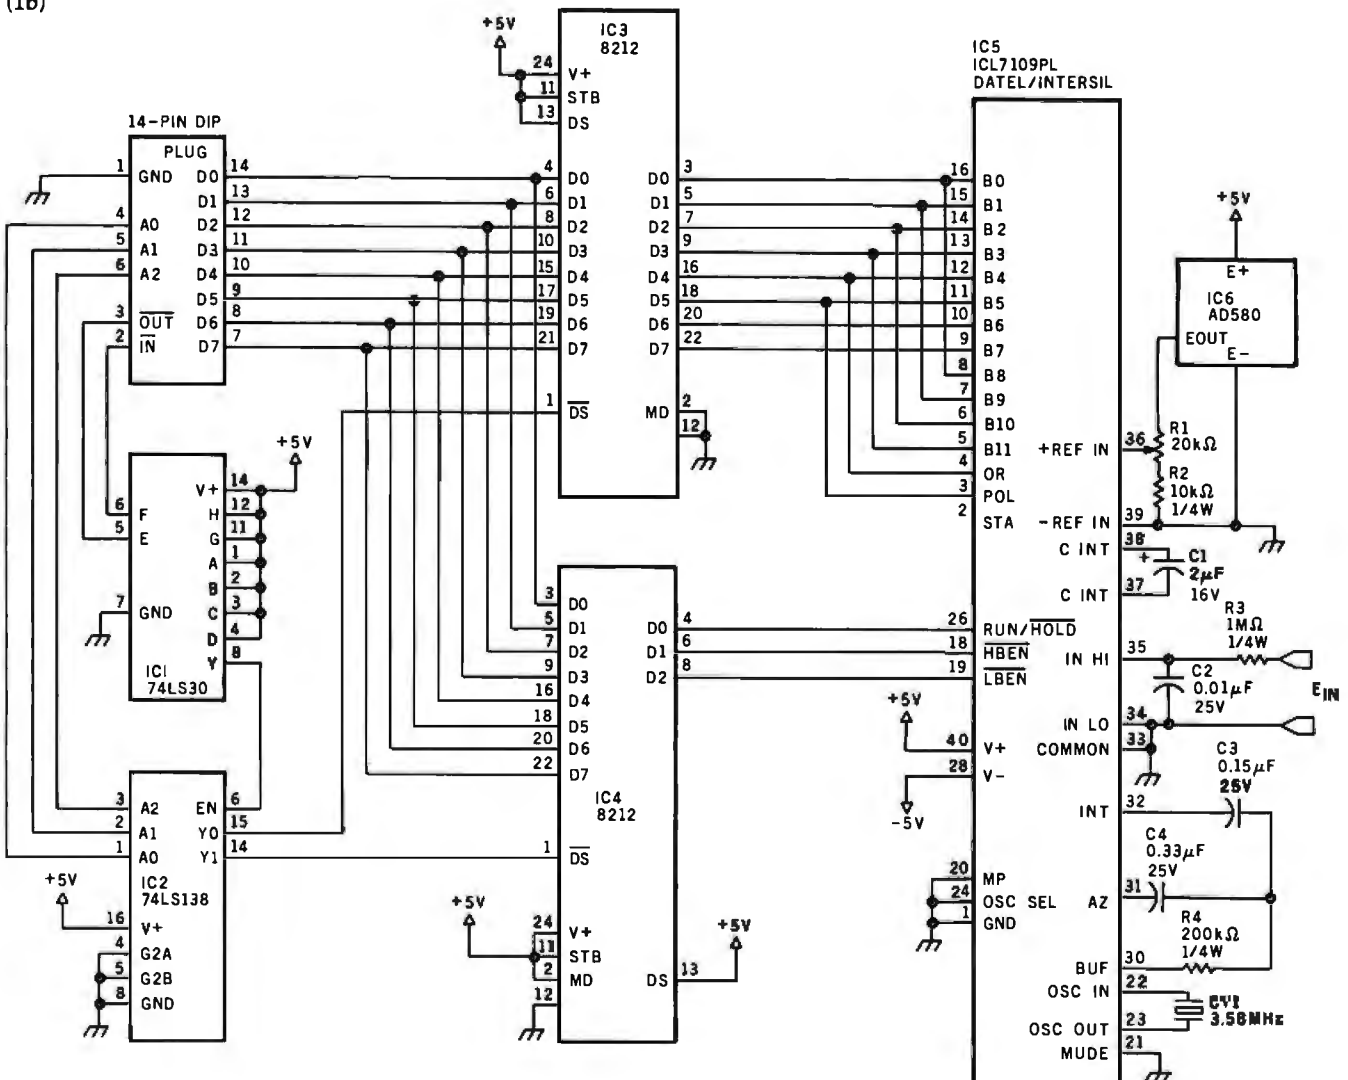 (1b)
14-PIN DIP
PLUG
1 GND D0 14
D1 13
4 A0 D2 12
5 A1 D3 11
6 A2 D4 10
D5 9
3 OUT D6 8
2 IN D7 7
+5V
V+ 14
H 12
6 F G 11
5 E A 1
B 2
7 GND C 3
D 4
Y 8
IC1
74LS30
3 A2 EN 6
2 A1 Y0 15
1 A0 Y1 14
IC2
74LS138
+5V
16 V+
4 G2A
5 G2B
8 GND
+5V
IC3
8212
24 V+
11 STB
13 DS
4 D0 D0 3
6 D1 D1 5
8 D2 D2 7
10 D3 D3 9
15 D4 D4 16
17 D5 D5 18
19 D6 D6 20
21 D7 D7 22
1 DS MD 2
12
3 D0
5 D1 D0 4
7 D2 D1 6
9 D3 D2 8
16 D4
18 D5
20 D6
22 D7
IC4
8212
1 DS
+5V
24 V+
11 STB
2 MD DS 13
12
+5V
IC5
ICL7109PL
DATEL/INTERSIL
16 B0
15 B1
14 B2
13 B3
12 B4
11 B5
10 B6
9 B7
8 B8
7 B9
6 B10
5 B11 +REF IN 36
4 OR
3 POL
2 STA -REF IN 39
C INT 38
C INT 37
26 RUN/HOLD
18 HBEN IN HI 35
19 LBEN
IN LO 34
+5V
40 V+ COMMON 33
28 V-
-5V
INT 32
20 MP
24 OSC SEL AZ 31
1 GND
BUF 30
OSC IN 22
OSC OUT 23
MUDE 21
+5V
E+
IC6
AD580
EOUT
E-
R1
20kΩ
R2
10kΩ
1/4W
+ C1
2μF
16V
R3
1MΩ
1/4W
C2
0.01μF
25V
EIN
C3
0.15μF
25V
C4
0.33μF
25V
R4
200kΩ
1/4W
CY1
3.58MHz